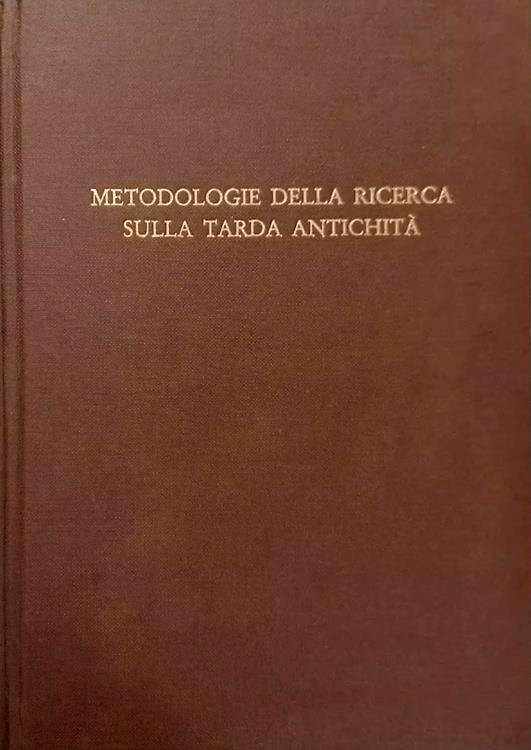 METODOLOGIE DELLA RICERCA
SULLA TARDA ANTICHITÀ